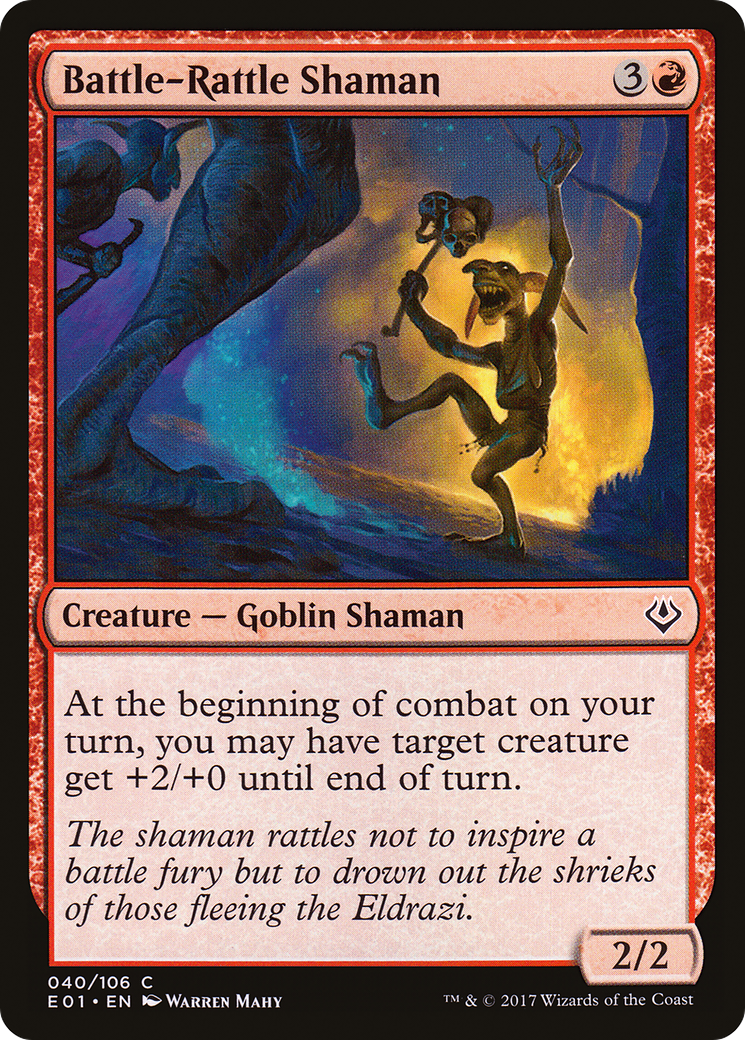 Battle-Rattle Shaman 3
Creature — Goblin Shaman
At the beginning of combat on your
turn, you may have target creature
get +2/+0 until end of turn.
The shaman rattles not to inspire a
battle fury but to drown out the shrieks
of those fleeing the Eldrazi.
2/2
040/106 C
E01 • EN Warren Mahy
™ & © 2017 Wizards of the Coast